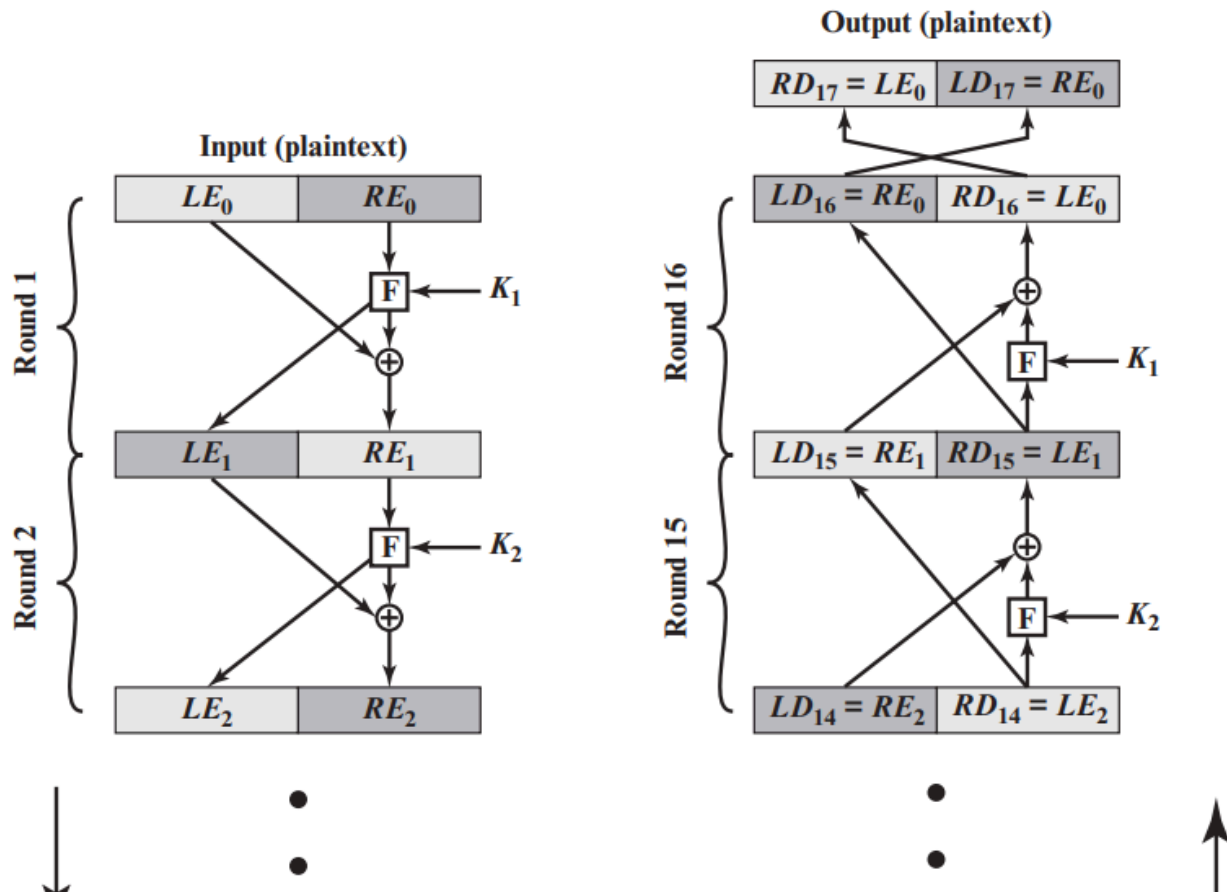 Input (plaintext)
LE₀ RE₀
Round 1
F K₁
LE₁ RE₁
Round 2
F K₂
LE₂ RE₂
Output (plaintext)
RD₁₇ = LE₀ LD₁₇ = RE₀
LD₁₆ = RE₀ RD₁₆ = LE₀
Round 16
F K₁
LD₁₅ = RE₁ RD₁₅ = LE₁
Round 15
F K₂
LD₁₄ = RE₂ RD₁₄ = LE₂